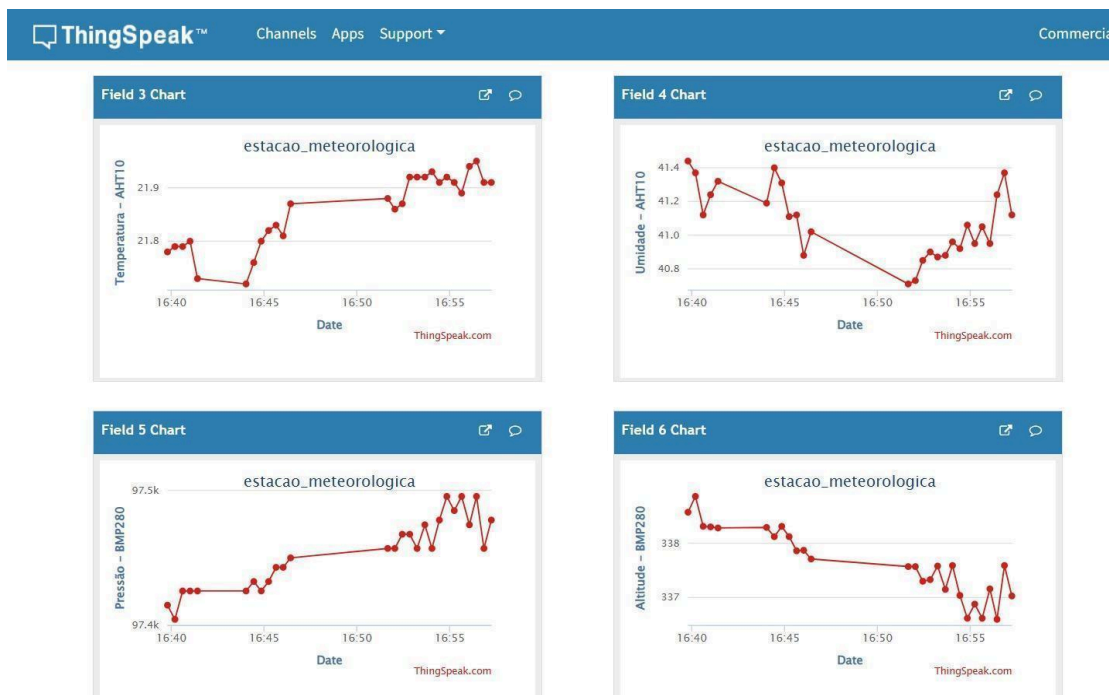 ThingSpeak™ Channels Apps Support Commercia
Field 3 Chart
estacao_meteorologica
Temperatura – AHT10
21.9
21.8
16:40 16:45 16:50 16:55
Date
ThingSpeak.com
Field 4 Chart
estacao_meteorologica
Umidade – AHT10
41.4
41.2
41.0
40.8
16:40 16:45 16:50 16:55
Date
ThingSpeak.com
Field 5 Chart
estacao_meteorologica
Pressão – BMP280
97.5k
97.4k
16:40 16:45 16:50 16:55
Date
ThingSpeak.com
Field 6 Chart
estacao_meteorologica
Altitude – BMP280
338
337
16:40 16:45 16:50 16:55
Date
ThingSpeak.com